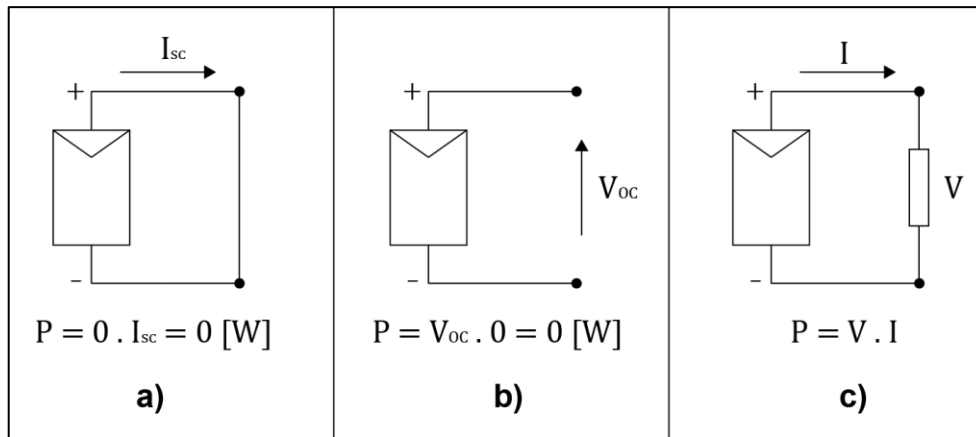 Isc
+
-
P = 0 . Isc = 0 [W]
a)
+
Voc
-
P = Voc . 0 = 0 [W]
b)
I
+
V
-
P = V . I
c)